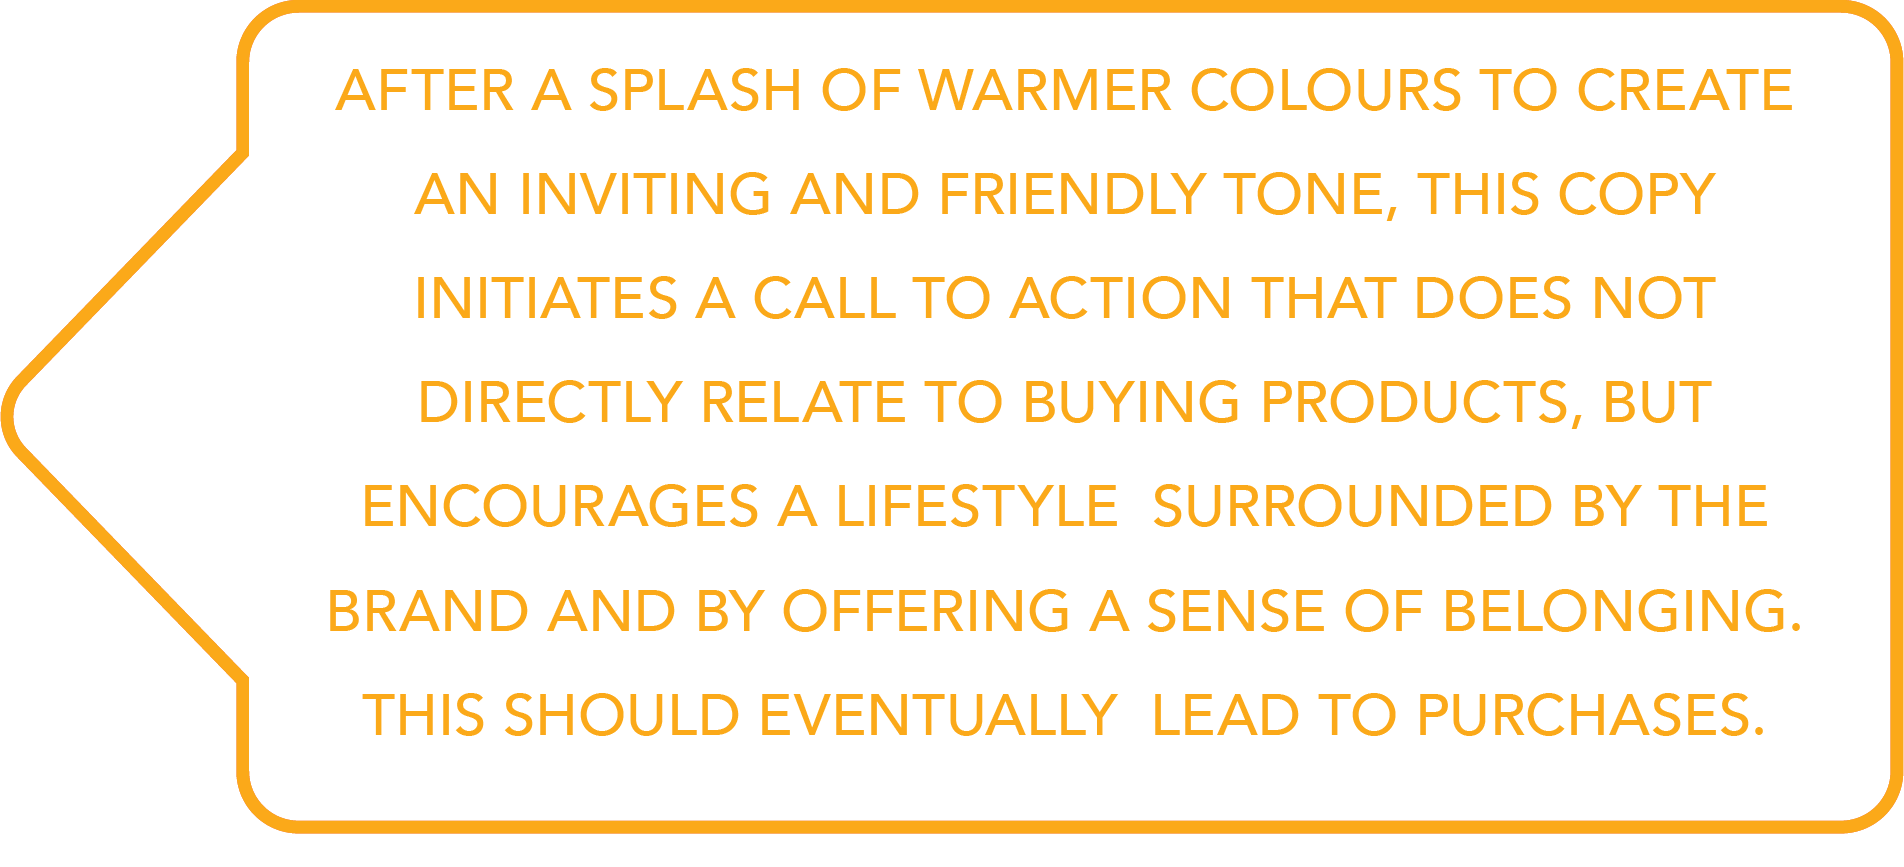 AFTER A SPLASH OF WARMER COLOURS TO CREATE
AN INVITING AND FRIENDLY TONE, THIS COPY
INITIATES A CALL TO ACTION THAT DOES NOT
DIRECTLY RELATE TO BUYING PRODUCTS, BUT
ENCOURAGES A LIFESTYLE  SURROUNDED BY THE
BRAND AND BY OFFERING A SENSE OF BELONGING.
THIS SHOULD EVENTUALLY  LEAD TO PURCHASES.